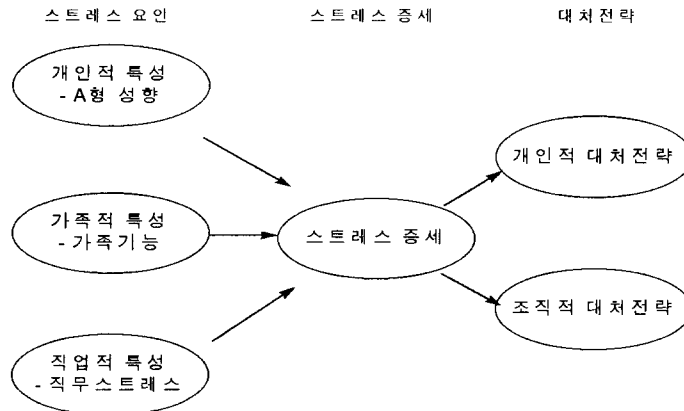 스트레스 요인
스트레스 증세
대처전략
개인적 특성
- A형 성향
개인적 대처전략
가족적 특성
- 가족기능
스트레스 증세
조직적 대처전략
직업적 특성
- 직무스트레스